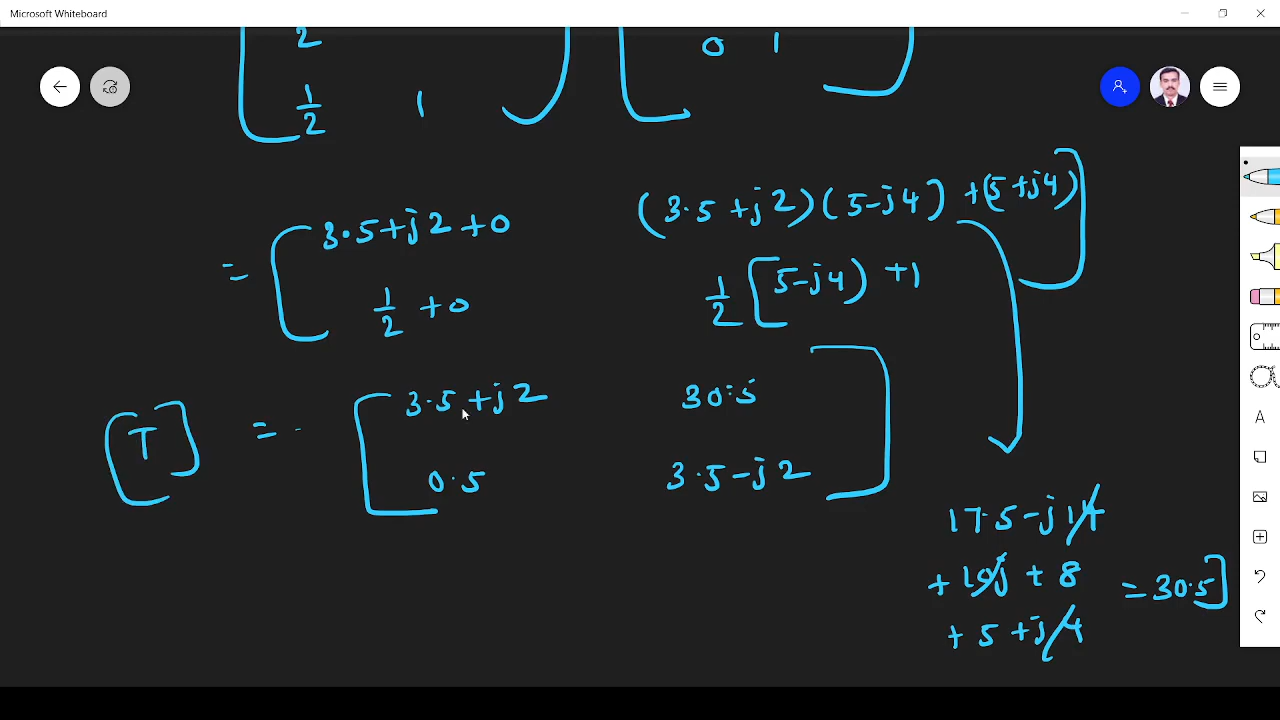 Microsoft Whiteboard
1/2 0 1
1/2 1
= [ 3.5+j2+0 (3.5+j2)(5-j4) +(5+j4) ]
1/2 +0 1/2 [5-j4) +1
[T] = - [ 3.5+j2 30.5 ]
0.5 3.5-j2
17.5-j14
+10j + 8 = 30.5]
+ 5 +j4
A